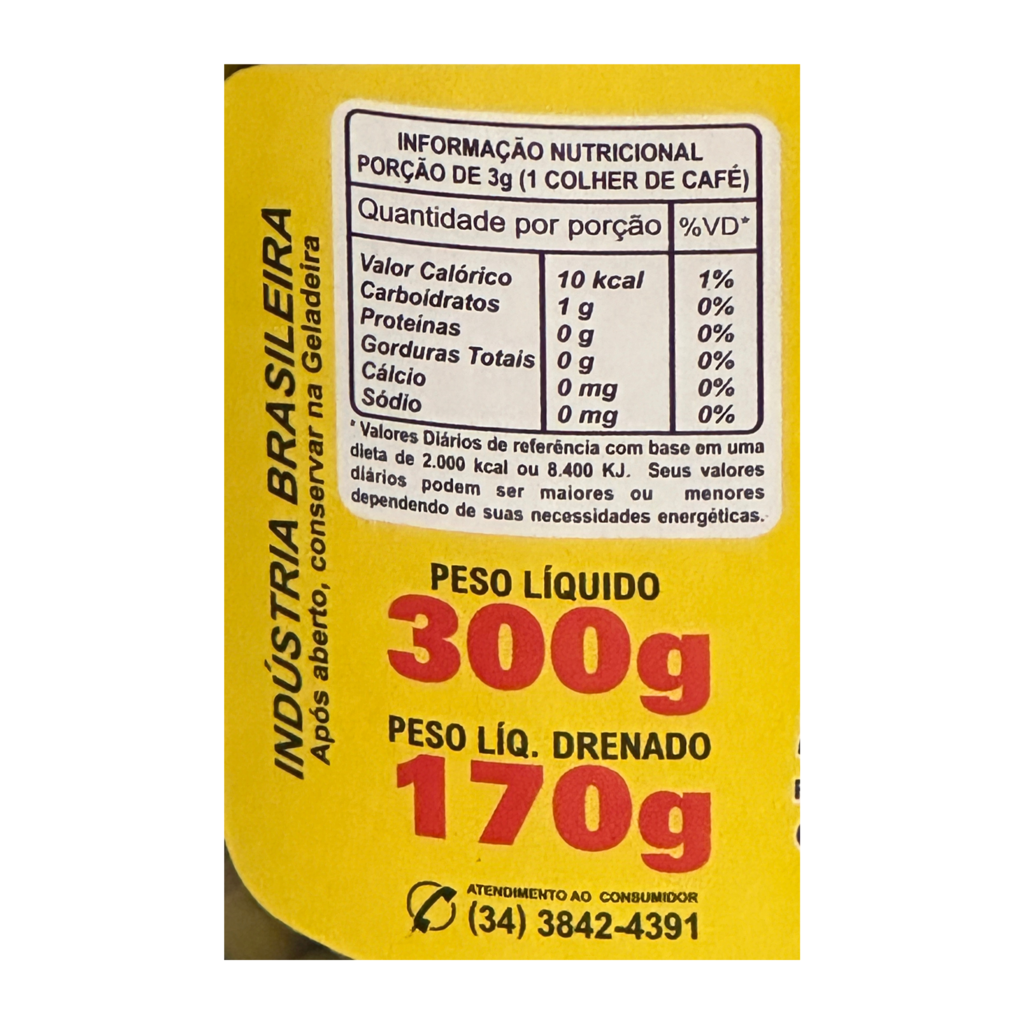 INFORMAÇÃO NUTRICIONAL
PORÇÃO DE 3g (1 COLHER DE CAFÉ)
Quantidade por porção %VD*
Valor Calórico 10 kcal 1%
Carboidratos 1 g 0%
Proteínas 0 g 0%
Gorduras Totais 0 g 0%
Cálcio 0 mg 0%
Sódio 0 mg 0%
* Valores Diários de referência com base em uma
dieta de 2.000 kcal ou 8.400 KJ. Seus valores
diários podem ser maiores ou menores
dependendo de suas necessidades energéticas.
INDÚSTRIA BRASILEIRA
Após aberto, conservar na Geladeira
PESO LÍQUIDO
300g
PESO LÍQ. DRENADO
170g
ATENDIMENTO AO CONSUMIDOR
(34) 3842-4391